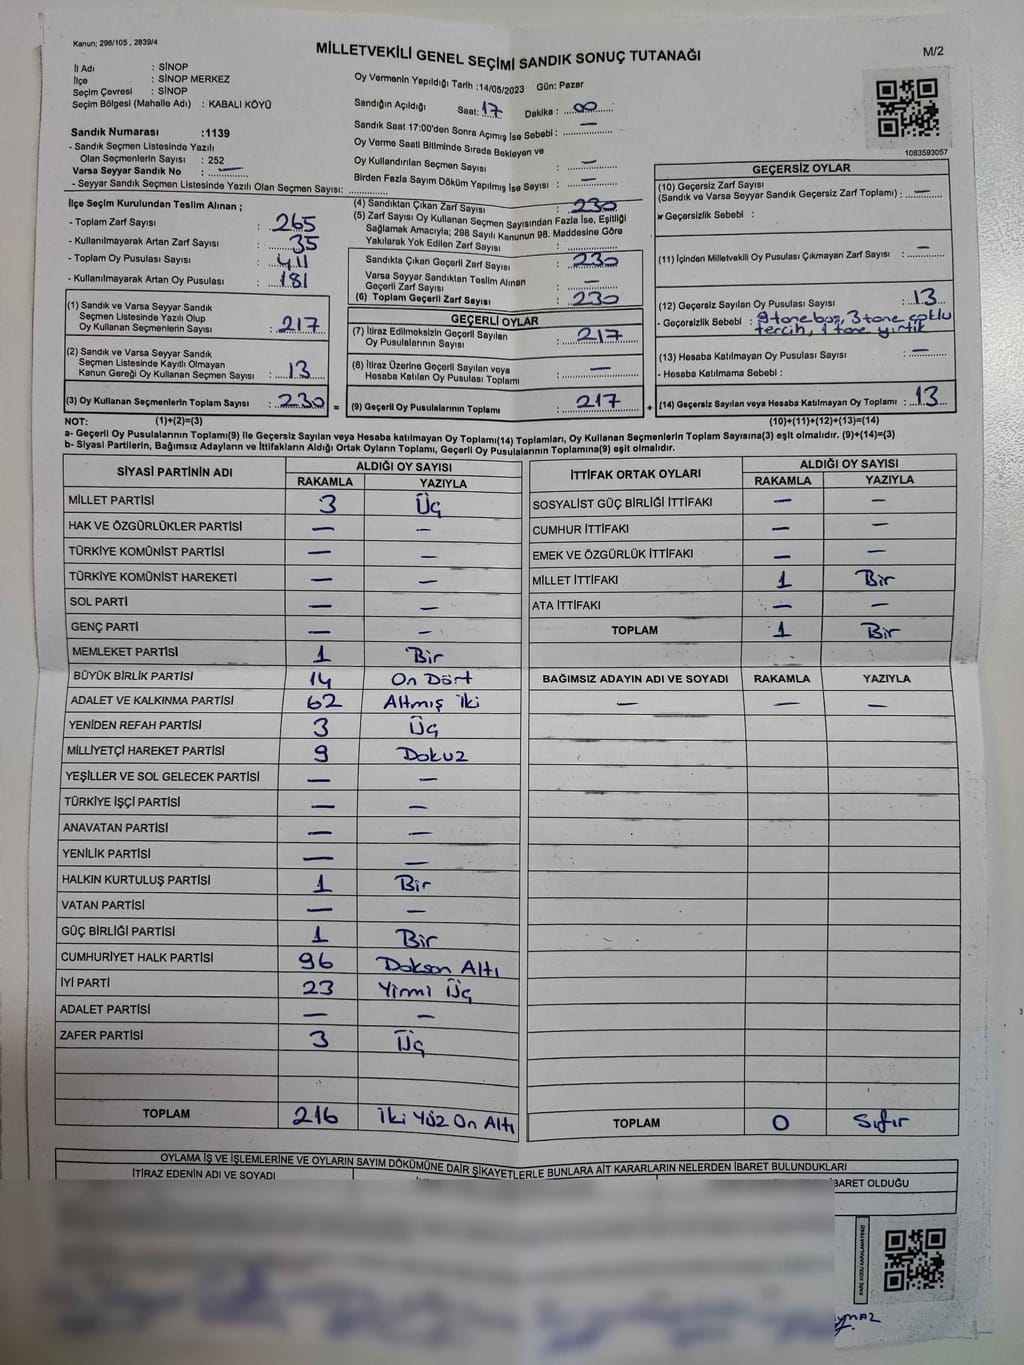 Kanun; 298/105 , 2839/4
MİLLETVEKİLİ GENEL SEÇİMİ SANDIK SONUÇ TUTANAĞI
M/2
İl Adı : SİNOP
İlçe : SİNOP MERKEZ
Seçim Çevresi : SİNOP
Seçim Bölgesi (Mahalle Adı) : KABALI KÖYÜ
Sandık Numarası :1139
- Sandık Seçmen Listesinde Yazılı
Olan Seçmenlerin Sayısı : 252
Varsa Seyyar Sandık No : —
- Seyyar Sandık Seçmen Listesinde Yazılı Olan Seçmen Sayısı:
Oy Vermenin Yapıldığı Tarih :14/05/2023 Gün: Pazar
Sandığın Açıldığı Saat: 17 Dakika : 00
Sandık Saat 17:00'den Sonra Açımış İse Sebebi : —
Oy Verme Saati Bitiminde Sırada Bekleyen ve
Oy Kullandırılan Seçmen Sayısı : —
Birden Fazla Sayım Döküm Yapılmış İse Sayısı : —
1083593057
İlçe Seçim Kurulundan Teslim Alınan ;
- Toplam Zarf Sayısı : 265
- Kullanılmayarak Artan Zarf Sayısı : 35
- Toplam Oy Pusulası Sayısı : 411
- Kullanılmayarak Artan Oy Pusulası : 181
(1) Sandık ve Varsa Seyyar Sandık
Seçmen Listesinde Yazılı Olup
Oy Kullanan Seçmenlerin Sayısı : 217
(2) Sandık ve Varsa Seyyar Sandık
Seçmen Listesinde Kayıtlı Olmayan
Kanun Gereği Oy Kullanan Seçmen Sayısı : 13
(3) Oy Kullanan Seçmenlerin Toplam Sayısı : 230
(4) Sandıktan Çıkan Zarf Sayısı : 230
(5) Zarf Sayısı Oy Kullanan Seçmen Sayısından Fazla İse, Eşitliği
Sağlamak Amacıyla; 298 Sayılı Kanunun 98. Maddesine Göre
Yakılarak Yok Edilen Zarf Sayısı :
Sandıkta Çıkan Geçerli Zarf Sayısı : 230
Varsa Seyyar Sandıktan Teslim Alınan
Geçerli Zarf Sayısı : —
(6) Toplam Geçerli Zarf Sayısı : 230
GEÇERLİ OYLAR
(7) İtiraz Edilmeksizin Geçerli Sayılan
Oy Pusulalarının Sayısı : 217
(8) İtiraz Üzerine Geçerli Sayılan veya
Hesaba Katılan Oy Pusulası Toplamı : —
= (9) Geçerli Oy Pusulalarının Toplamı : 217
GEÇERSİZ OYLAR
(10) Geçersiz Zarf Sayısı
(Sandık ve Varsa Seyyar Sandık Geçersiz Zarf Toplamı) : —
- Geçersizlik Sebebi :
(11) İçinden Milletvekili Oy Pusulası Çıkmayan Zarf Sayısı : —
(12) Geçersiz Sayılan Oy Pusulası Sayısı : 13
- Geçersizlik Sebebi : 9 tane boş, 3 tane çoklu
tercih, 1 tane yırtık
(13) Hesaba Katılmayan Oy Pusulası Sayısı : —
- Hesaba Katılmama Sebebi :
+ (14) Geçersiz Sayılan veya Hesaba Katılmayan Oy Toplamı : 13
NOT: (1)+(2)=(3) (10)+(11)+(12)+(13)=(14)
a- Geçerli Oy Pusulalarının Toplamı(9) İle Geçersiz Sayılan veya Hesaba katılmayan Oy Toplamı(14) Toplamları, Oy Kullanan Seçmenlerin Toplam Sayısına(3) eşit olmalıdır. (9)+(14)=(3)
b- Siyasi Partilerin, Bağımsız Adayların ve İttifakların Aldığı Ortak Oyların Toplamı, Geçerli Oy Pusulalarının Toplamına(9) eşit olmalıdır.
SİYASİ PARTİNİN ADI ALDIĞI OY SAYISI
RAKAMLA YAZIYLA
MİLLET PARTİSİ 3 Üç
HAK VE ÖZGÜRLÜKLER PARTİSİ — —
TÜRKİYE KOMÜNİST PARTİSİ — —
TÜRKİYE KOMÜNİST HAREKETİ — —
SOL PARTİ — —
GENÇ PARTİ — —
MEMLEKET PARTİSİ 1 Bir
BÜYÜK BİRLİK PARTİSİ 14 On Dört
ADALET VE KALKINMA PARTİSİ 62 Altmış İki
YENİDEN REFAH PARTİSİ 3 Üç
MİLLİYETÇİ HAREKET PARTİSİ 9 Dokuz
YEŞİLLER VE SOL GELECEK PARTİSİ — —
TÜRKİYE İŞÇİ PARTİSİ — —
ANAVATAN PARTİSİ — —
YENİLİK PARTİSİ — —
HALKIN KURTULUŞ PARTİSİ 1 Bir
VATAN PARTİSİ — —
GÜÇ BİRLİĞİ PARTİSİ 1 Bir
CUMHURİYET HALK PARTİSİ 96 Doksan Altı
İYİ PARTİ 23 Yirmi Üç
ADALET PARTİSİ — —
ZAFER PARTİSİ 3 Üç
TOPLAM 216 İki Yüz On Altı
İTTİFAK ORTAK OYLARI ALDIĞI OY SAYISI
RAKAMLA YAZIYLA
SOSYALİST GÜÇ BİRLİĞİ İTTİFAKI — —
CUMHUR İTTİFAKI — —
EMEK VE ÖZGÜRLÜK İTTİFAKI — —
MİLLET İTTİFAKI 1 Bir
ATA İTTİFAKI — —
TOPLAM 1 Bir
BAĞIMSIZ ADAYIN ADI VE SOYADI RAKAMLA YAZIYLA
— — —
TOPLAM 0 Sıfır
OYLAMA İŞ VE İŞLEMLERİNE VE OYLARIN SAYIM DÖKÜMÜNE DAİR ŞİKAYETLERLE BUNLARA AİT KARARLARIN NELERDEN İBARET BULUNDUKLARI
İTİRAZ EDENİN ADI VE SOYADI
BARET OLDUĞU
KARE KODU KARALAMAYINIZ!